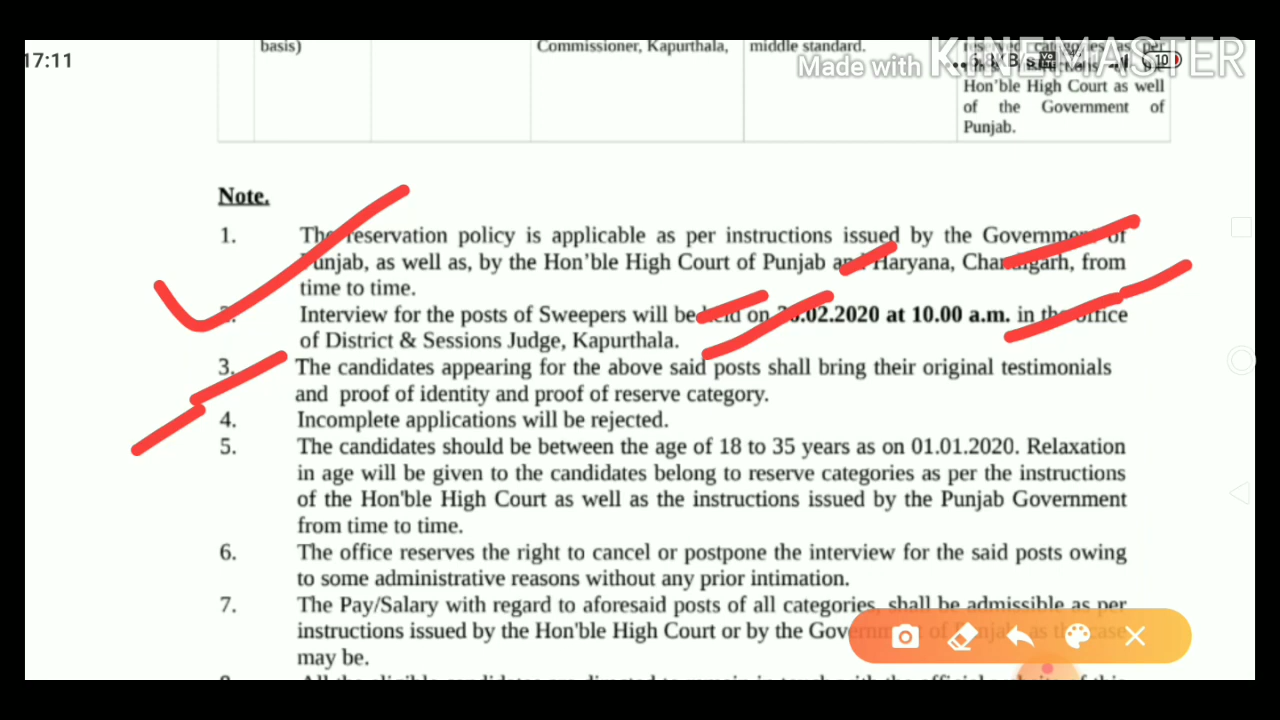 17:11
basis)
Commissioner, Kapurthala,
middle standard.
reserved categories as per
Hon'ble High Court as well
of the Government of
Punjab.
Made with KINEMASTER
Note.
1. The reservation policy is applicable as per instructions issued by the Government of
Punjab, as well as, by the Hon'ble High Court of Punjab and Haryana, Chandigarh, from
time to time.
2. Interview for the posts of Sweepers will be held on .02.2020 at 10.00 a.m. in the office
of District & Sessions Judge, Kapurthala.
3. The candidates appearing for the above said posts shall bring their original testimonials
and proof of identity and proof of reserve category.
4. Incomplete applications will be rejected.
5. The candidates should be between the age of 18 to 35 years as on 01.01.2020. Relaxation
in age will be given to the candidates belong to reserve categories as per the instructions
of the Hon'ble High Court as well as the instructions issued by the Punjab Government
from time to time.
6. The office reserves the right to cancel or postpone the interview for the said posts owing
to some administrative reasons without any prior intimation.
7. The Pay/Salary with regard to aforesaid posts of all categories, shall be admissible as per
instructions issued by the Hon'ble High Court or by the Government of Punjab as the case
may be.